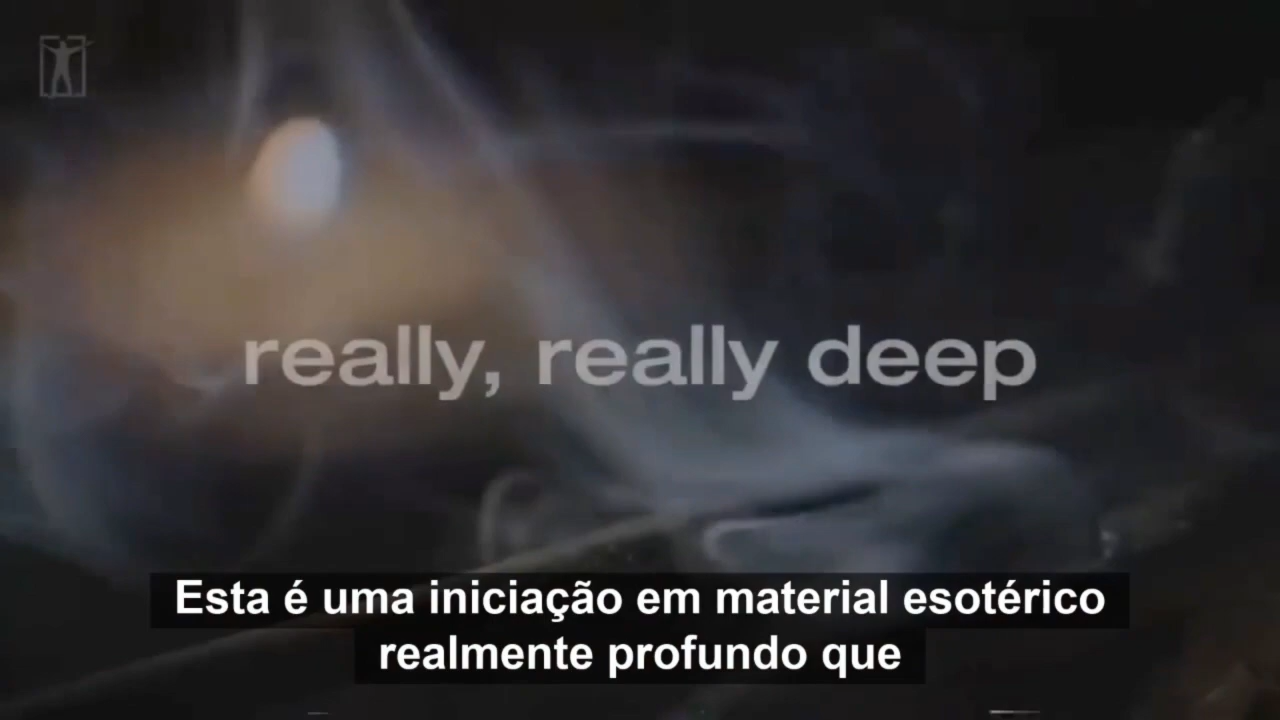 really, really deep
Esta é uma iniciação em material esotérico
realmente profundo que